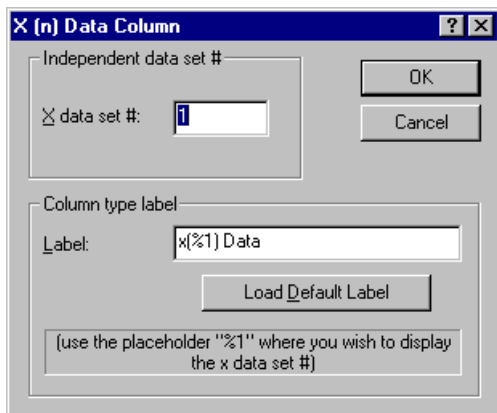 X (n) Data Column
Independent data set #
X data set #:
1
OK
Cancel
Column type label
Label:
x(%1) Data
Load Default Label
(use the placeholder "%1" where you wish to display
the x data set #)